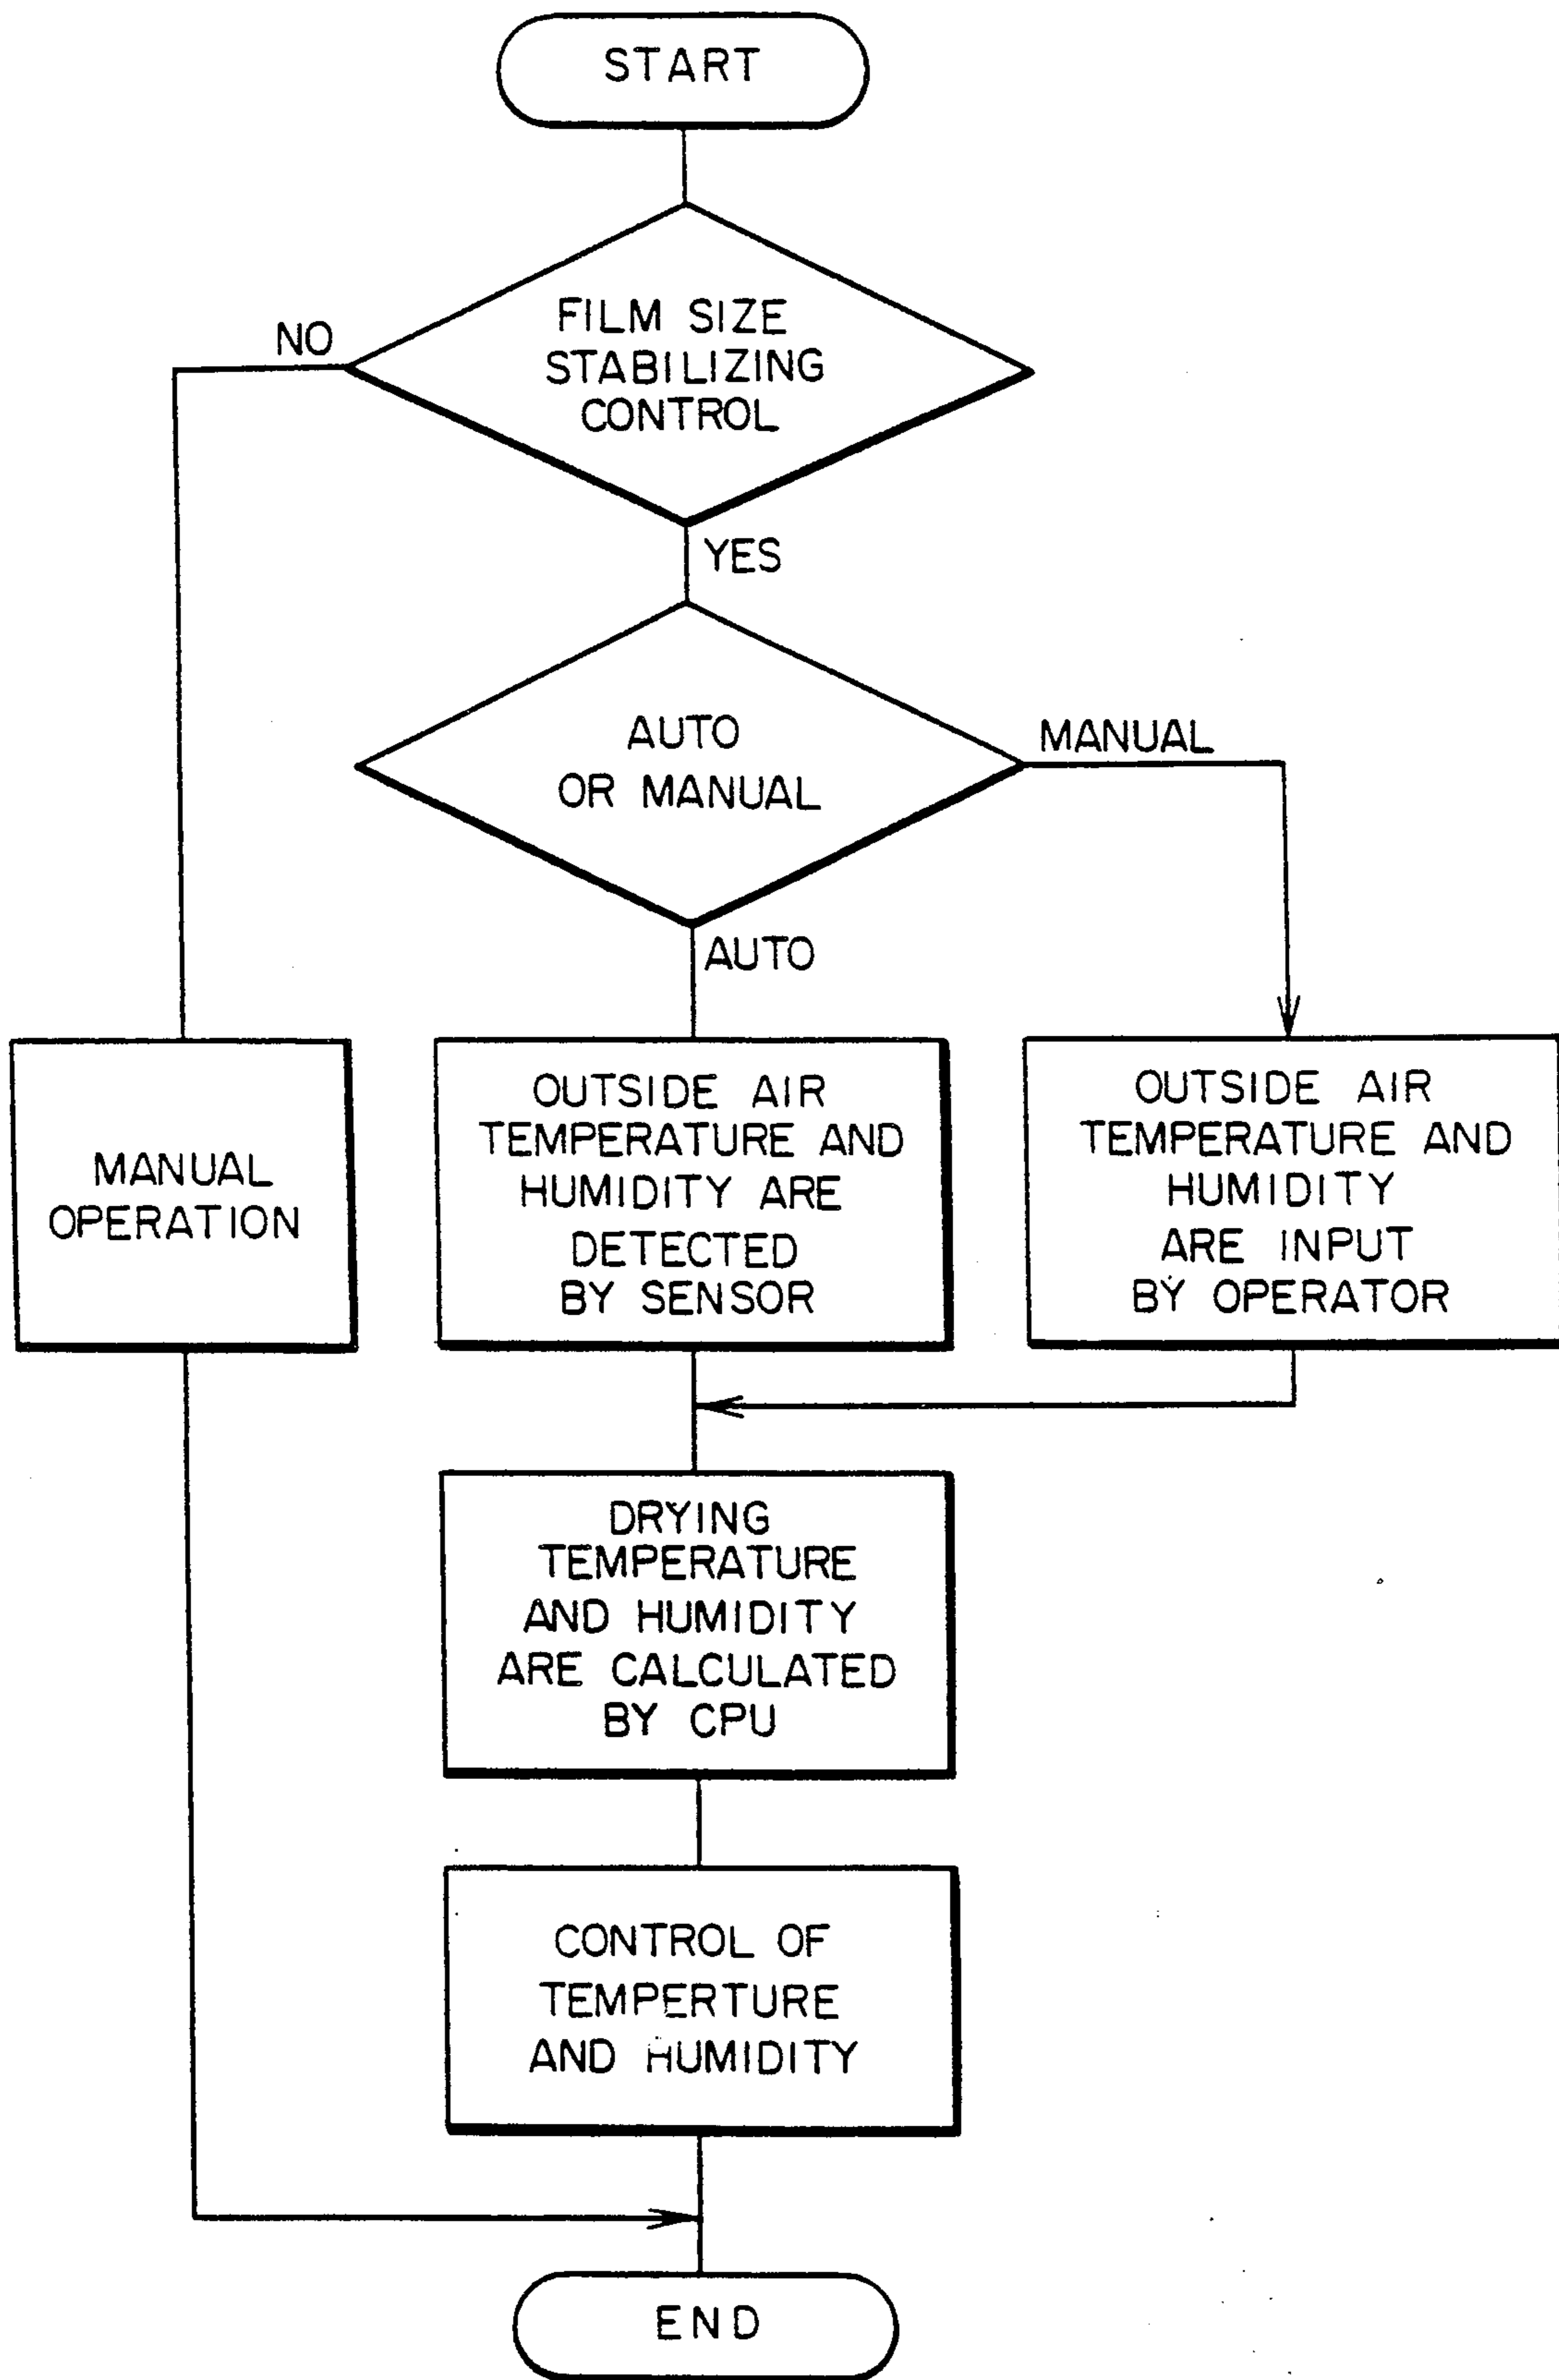 START
FILM SIZE
STABILIZING
CONTROL
NO
YES
AUTO
OR MANUAL
MANUAL
AUTO
MANUAL
OPERATION
OUTSIDE AIR
TEMPERATURE AND
HUMIDITY ARE
DETECTED
BY SENSOR
OUTSIDE AIR
TEMPERATURE AND
HUMIDITY
ARE INPUT
BY OPERATOR
DRYING
TEMPERATURE
AND HUMIDITY
ARE CALCULATED
BY CPU
CONTROL OF
TEMPERTURE
AND HUMIDITY
END